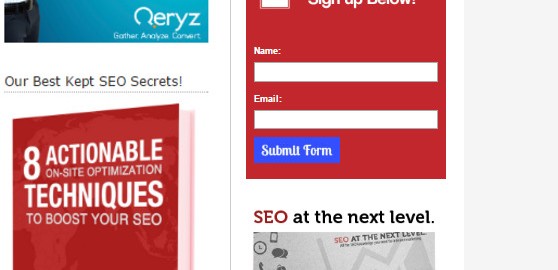 Qeryz
Gather. Analyze. Convert.
Our Best Kept SEO Secrets!
8 ACTIONABLE
ON-SITE OPTIMIZATION
TECHNIQUES
TO BOOST YOUR SEO
Sign up Below!
Name:
Email:
Submit Form
SEO at the next level.
SEO AT THE NEXT LEVEL